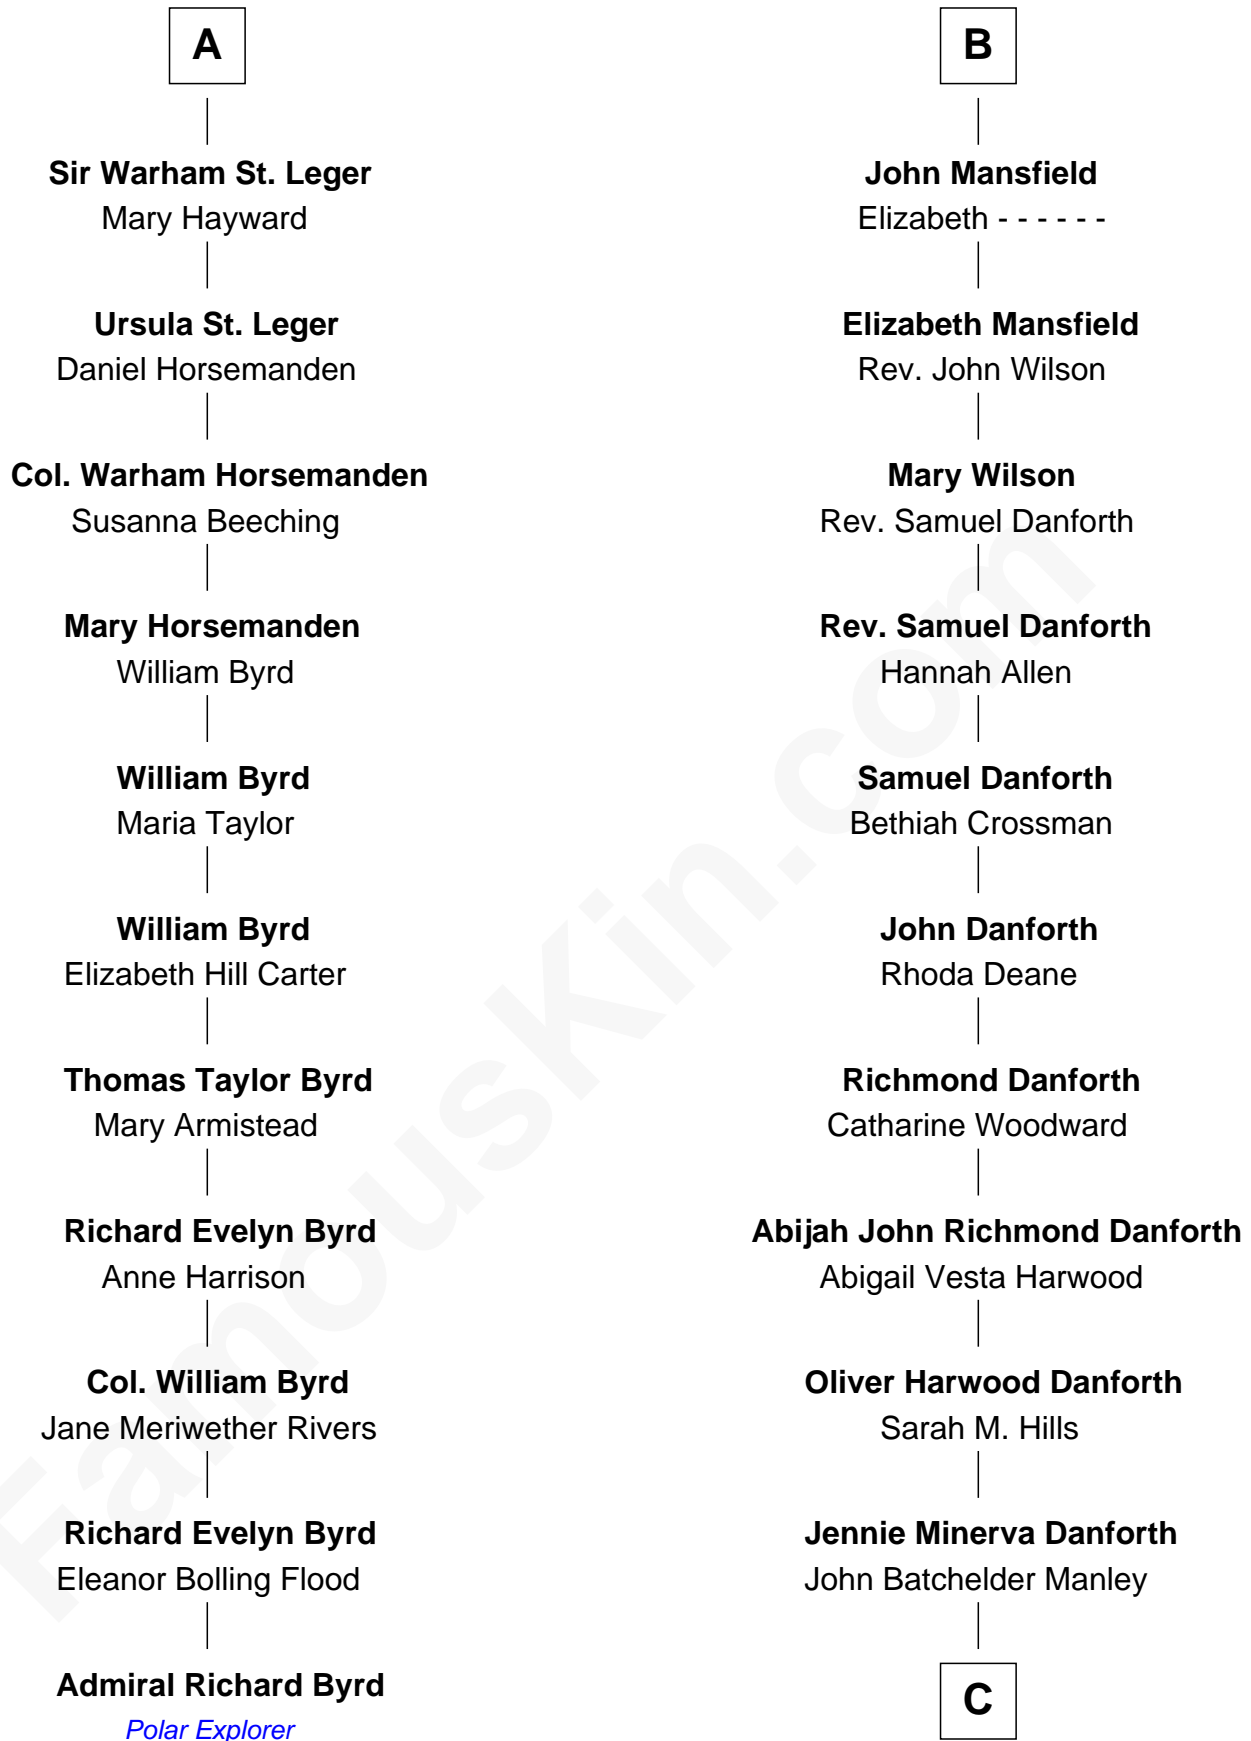 A
Sir Warham St. Leger
Mary Hayward
Ursula St. Leger
Daniel Horsemanden
Col. Warham Horsemanden
Susanna Beeching
Mary Horsemanden
William Byrd
William Byrd
Maria Taylor
William Byrd
Elizabeth Hill Carter
Thomas Taylor Byrd
Mary Armistead
Richard Evelyn Byrd
Anne Harrison
Col. William Byrd
Jane Meriwether Rivers
Richard Evelyn Byrd
Eleanor Bolling Flood
Admiral Richard Byrd
Polar Explorer
B
John Mansfield
Elizabeth - - - - - -
Elizabeth Mansfield
Rev. John Wilson
Mary Wilson
Rev. Samuel Danforth
Rev. Samuel Danforth
Hannah Allen
Samuel Danforth
Bethiah Crossman
John Danforth
Rhoda Deane
Richmond Danforth
Catharine Woodward
Abijah John Richmond Danforth
Abigail Vesta Harwood
Oliver Harwood Danforth
Sarah M. Hills
Jennie Minerva Danforth
John Batchelder Manley
C
FamousKin.com